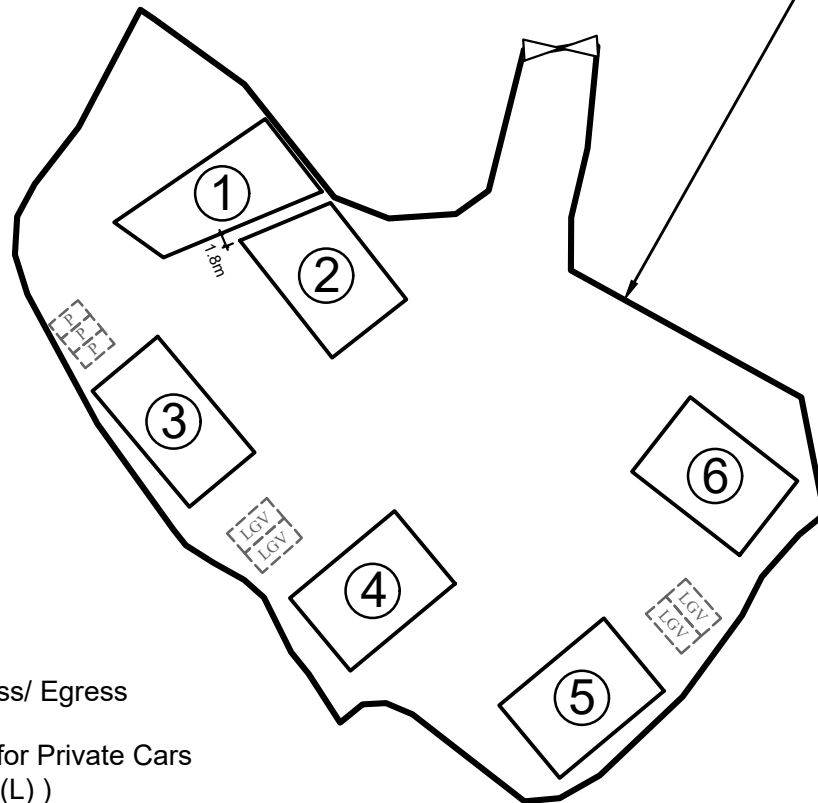 1
1.8m
2
P
P
P
3
LGV
LGV
6
4
LGV
LGV
5
ss/ Egress
for Private Cars
(L) )